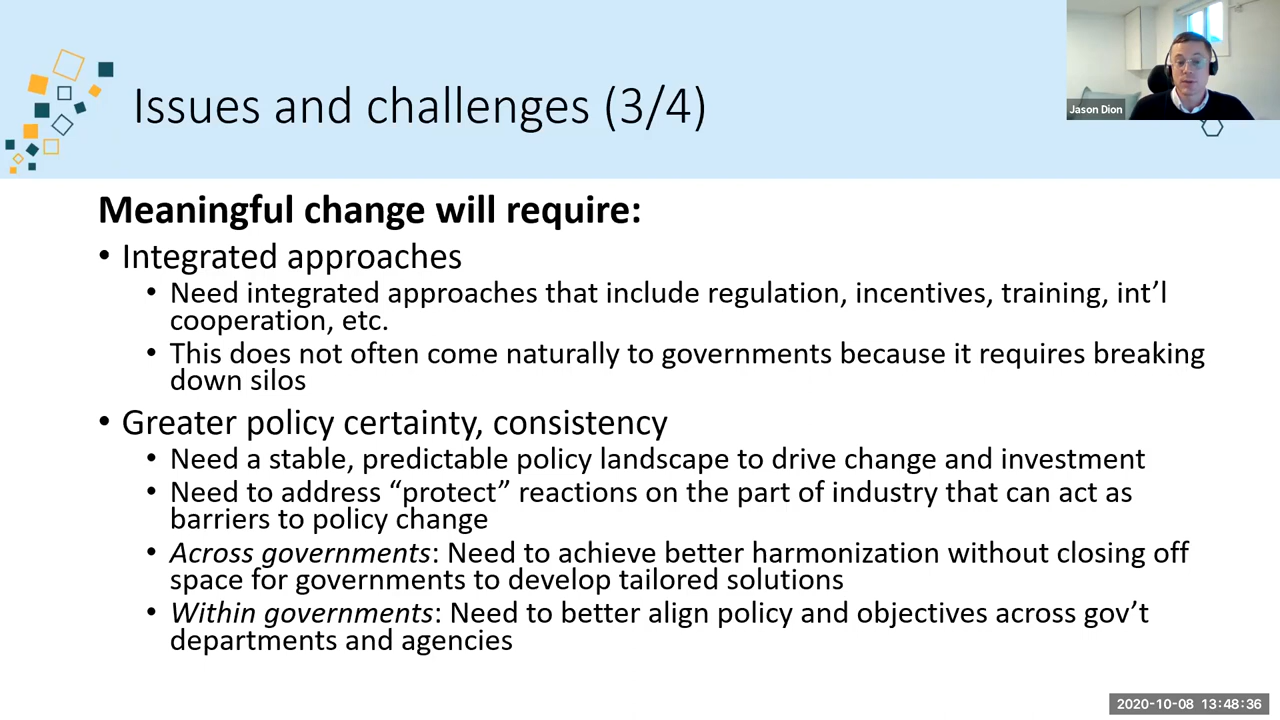 Issues and challenges (3/4)
Jason Dion
Meaningful change will require:
• Integrated approaches
• Need integrated approaches that include regulation, incentives, training, int’l
cooperation, etc.
• This does not often come naturally to governments because it requires breaking
down silos
• Greater policy certainty, consistency
• Need a stable, predictable policy landscape to drive change and investment
• Need to address “protect” reactions on the part of industry that can act as
barriers to policy change
• Across governments: Need to achieve better harmonization without closing off
space for governments to develop tailored solutions
• Within governments: Need to better align policy and objectives across gov’t
departments and agencies
2020-10-08 13:48:36